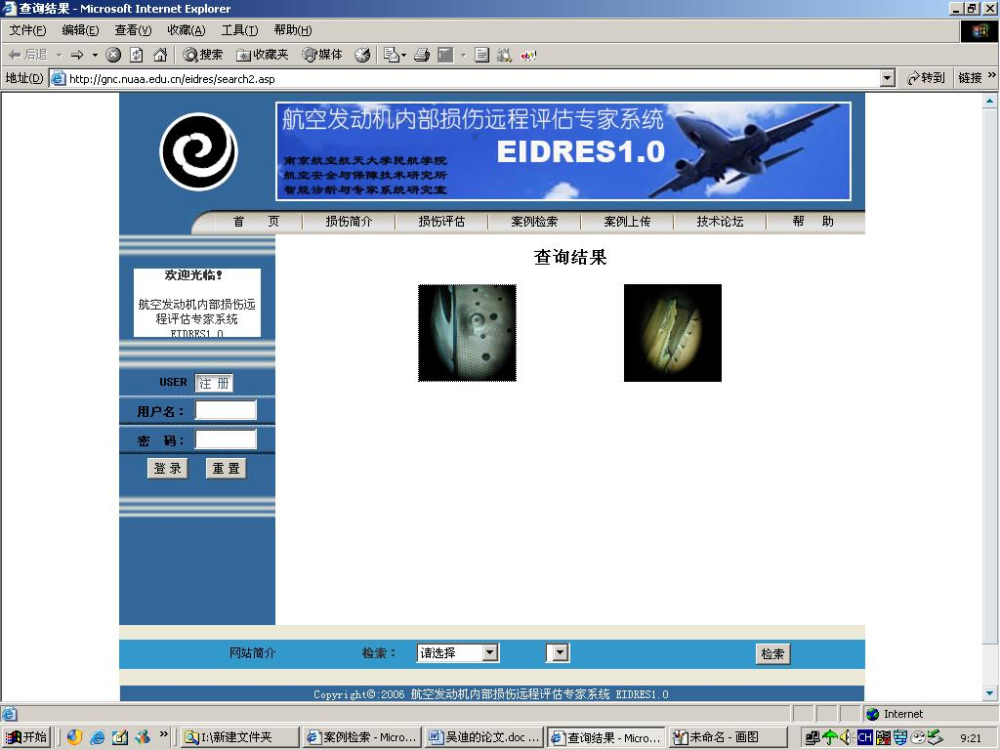 查询结果 - Microsoft Internet Explorer
文件(F) 编辑(E) 查看(V) 收藏(A) 工具(T) 帮助(H)
后退 搜索 收藏夹 媒体
地址(D) http://gnc.nuaa.edu.cn/eidres/search2.asp 转到 链接 »
航空发动机内部损伤远程评估专家系统
EIDRES1.0
南京航空航天大学民航学院
航空安全与保障技术研究所
智能诊断与专家系统研究室
首 页 损伤简介 损伤评估 案例检索 案例上传 技术论坛 帮 助
查询结果
欢迎光临!
航空发动机内部损伤远
程评估专家系统
EIDRES1.0
USER 注 册
用户名：
密 码：
登 录 重 置
网站简介 检索： 请选择 检索
Copyright©:2006 航空发动机内部损伤远程评估专家系统 EIDRES1.0
Internet
开始 » I:\新建文件夹 案例检索 - Micro... 吴迪的论文.doc ... 查询结果 - Micro... 未命名 - 画图 CH 9:21